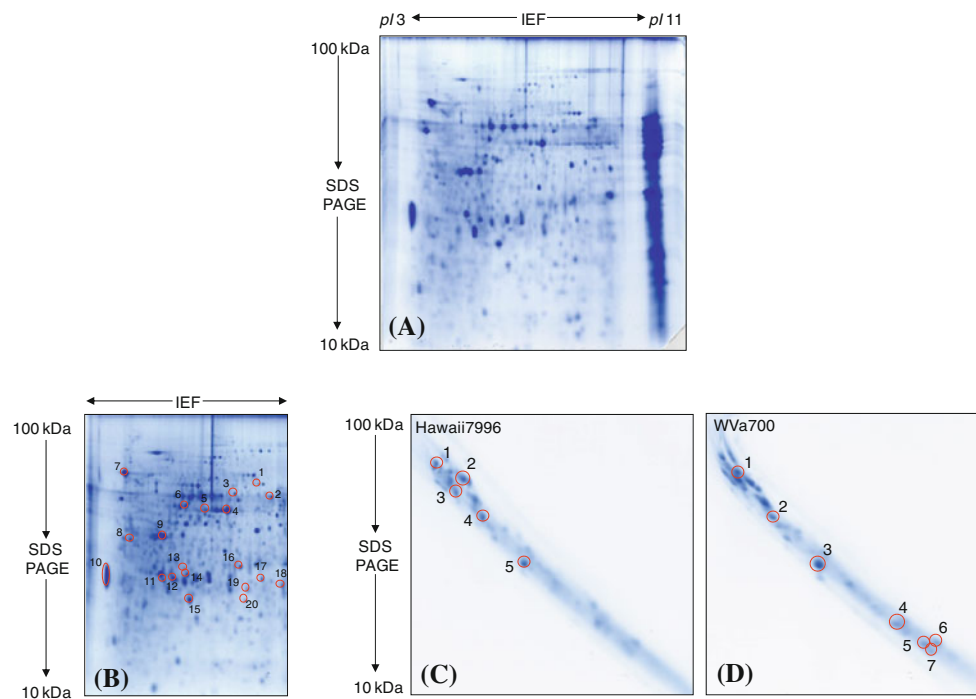 pI 3 IEF pI 11
100 kDa
SDS
PAGE
10 kDa
(A)
IEF
100 kDa
SDS
PAGE
10 kDa
7
1
2
3
4
5
6
8
9
10
11
12
13
14
15
16
17
18
19
20
(B)
100 kDa
SDS
PAGE
10 kDa
Hawaii7996
1
2
3
4
5
(C)
WVa700
1
2
3
4
5
6
7
(D)